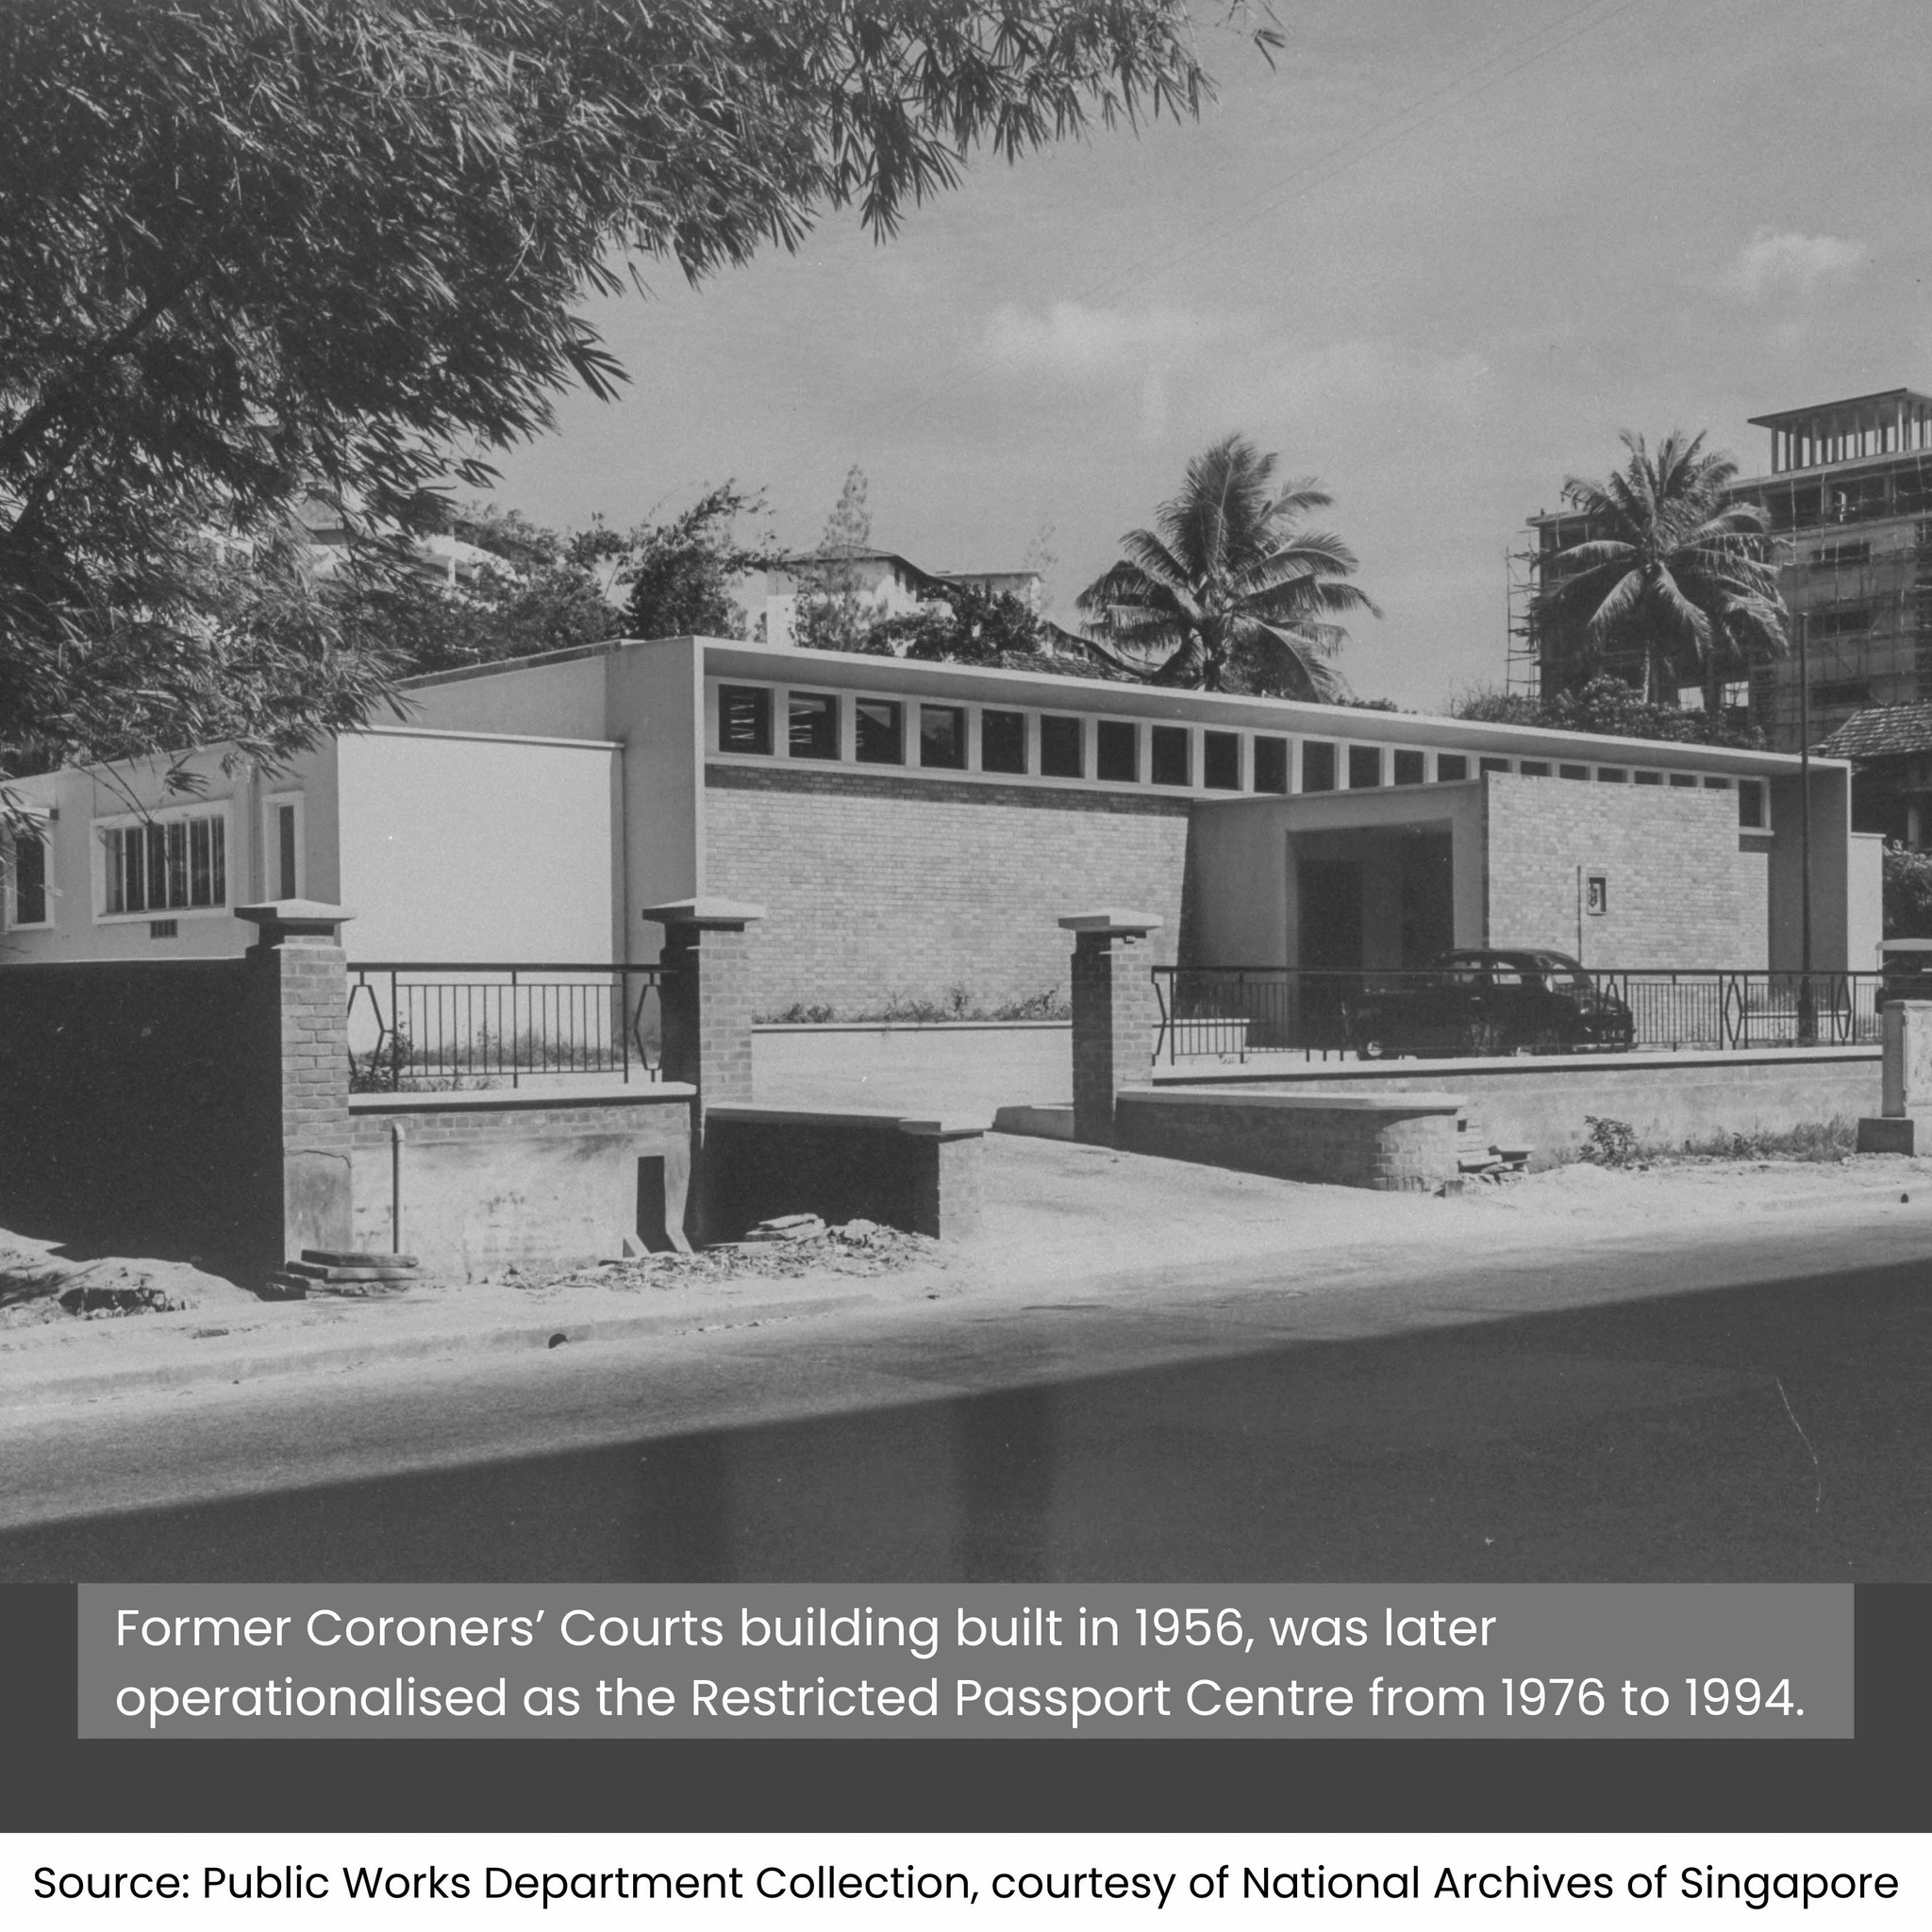 Former Coroners’ Courts building built in 1956, was later
operationalised as the Restricted Passport Centre from 1976 to 1994.
Source: Public Works Department Collection, courtesy of National Archives of Singapore